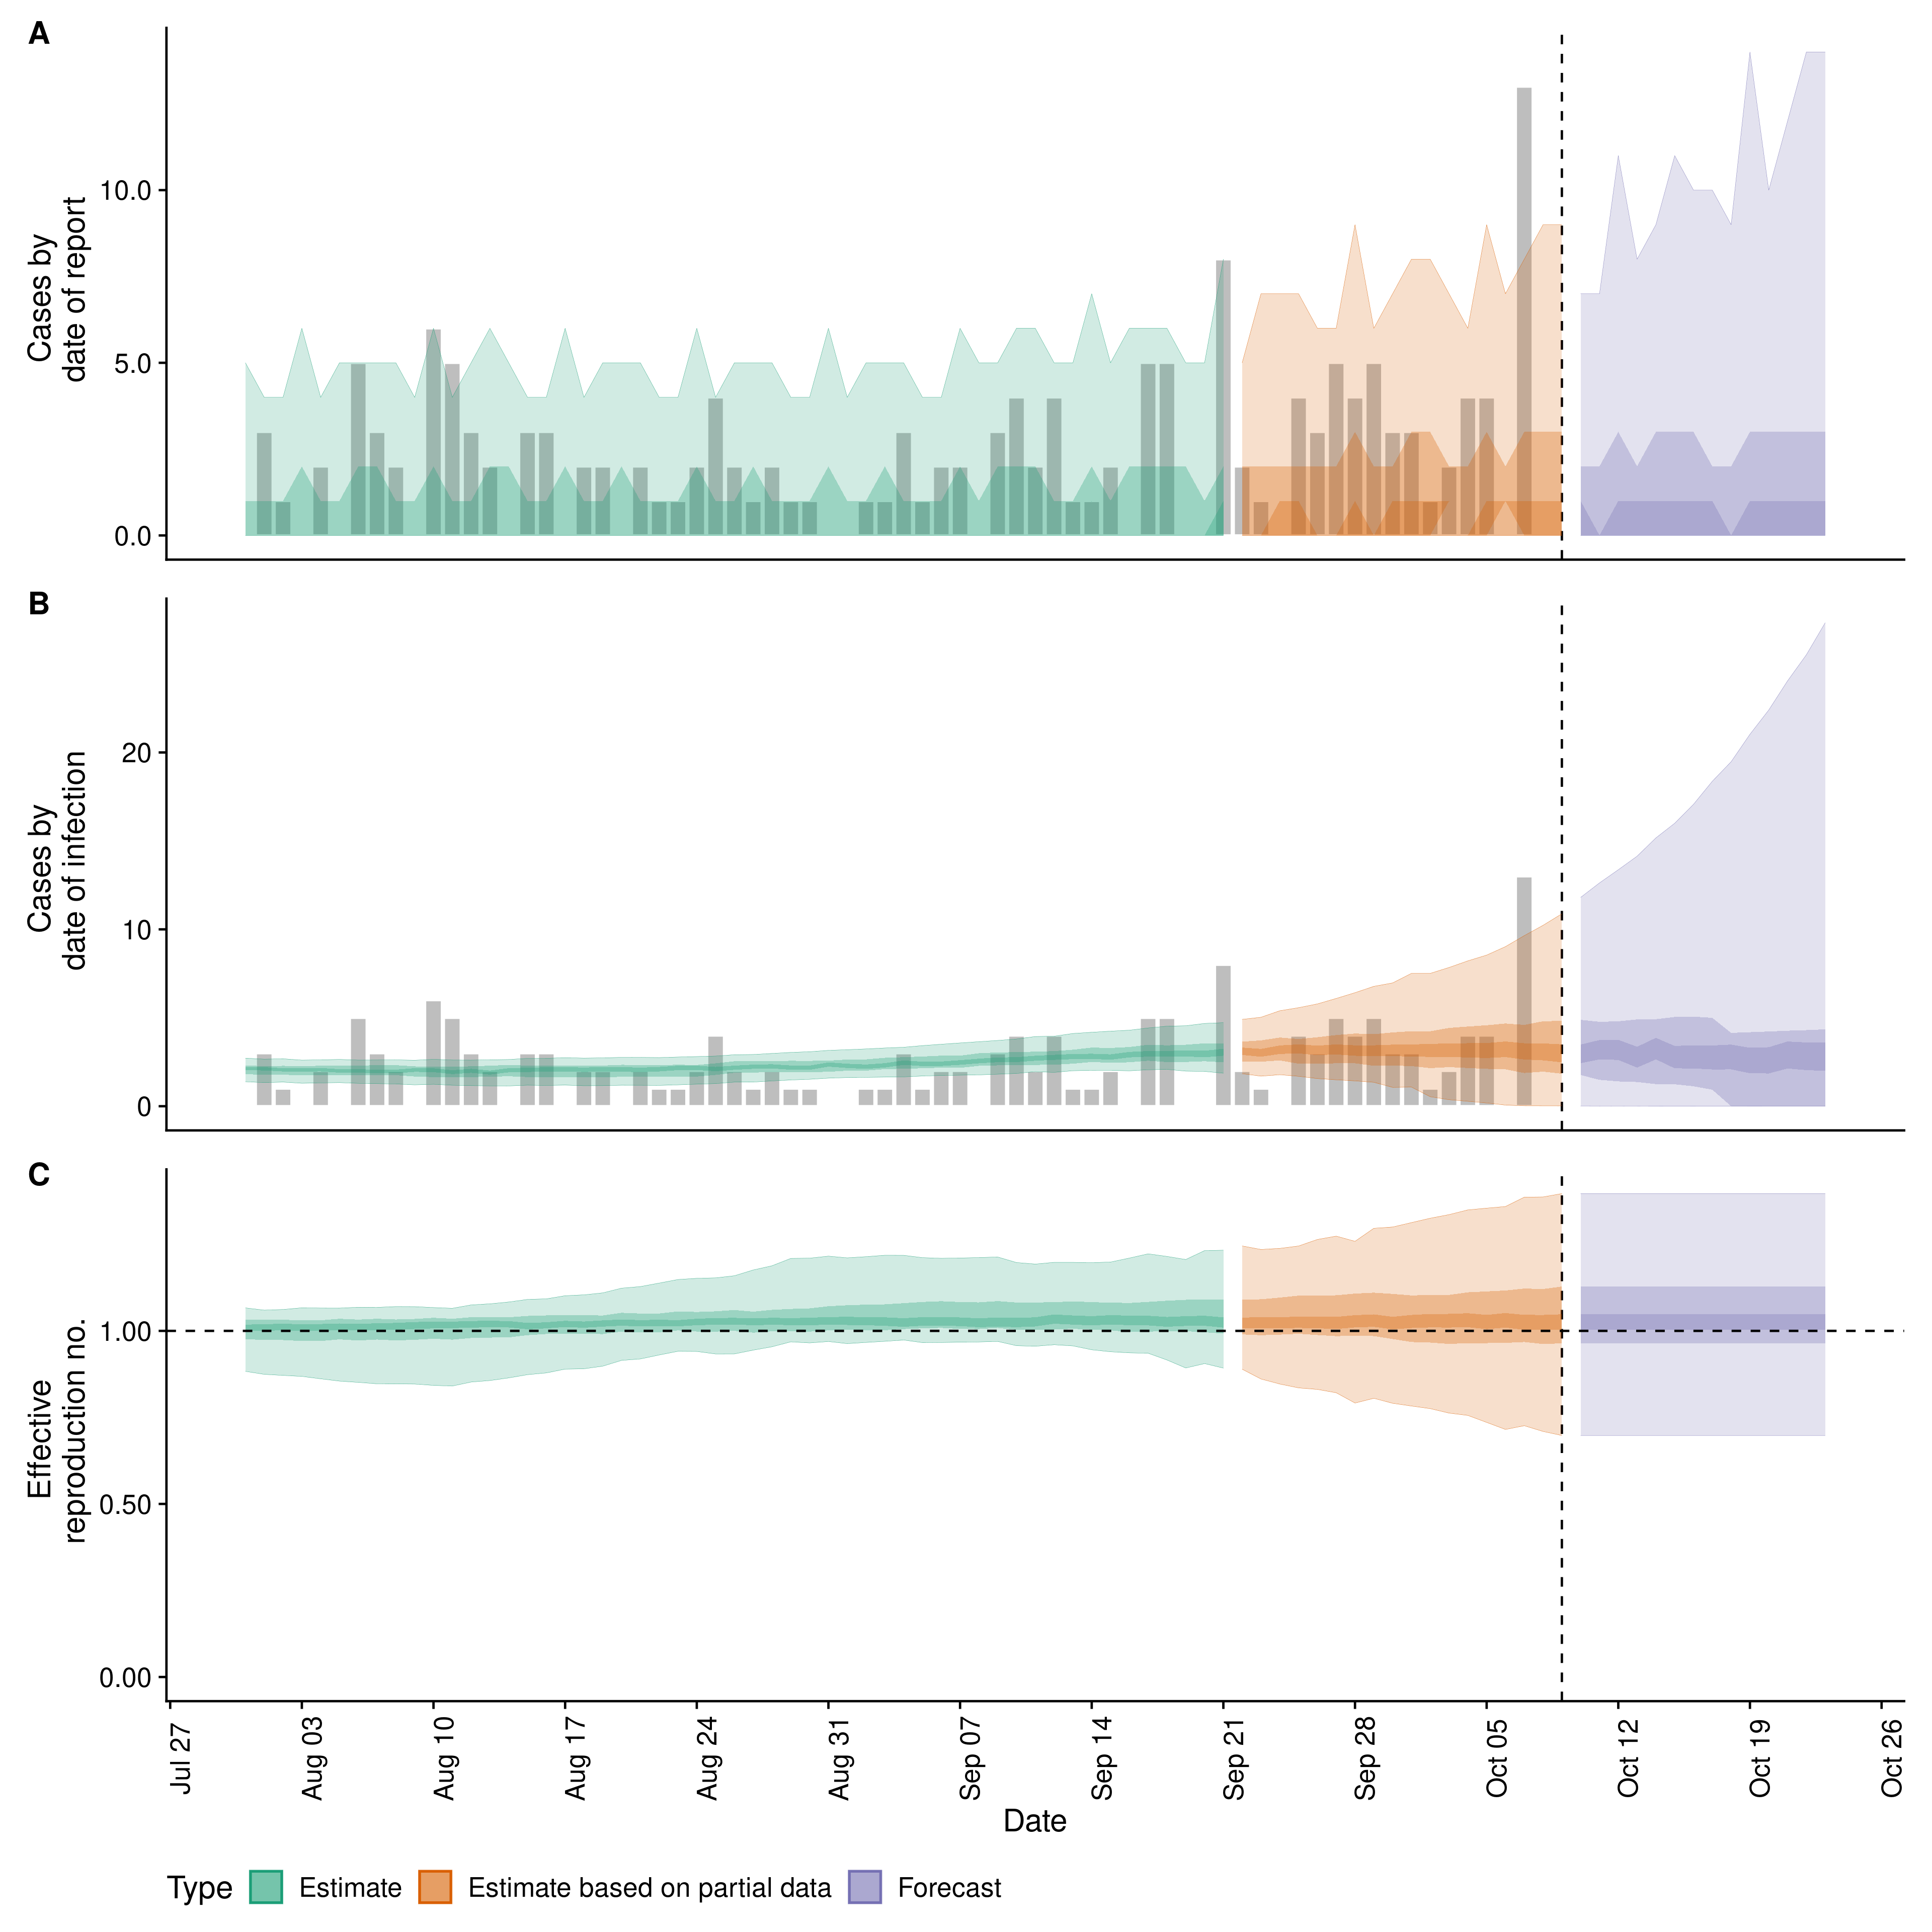 A
Cases by
date of report
10.0
5.0
0.0
B
Cases by
date of infection
20
10
0
C
Effective
reproduction no.
1.00
0.50
0.00
Jul 27
Aug 03
Aug 10
Aug 17
Aug 24
Aug 31
Sep 07
Sep 14
Sep 21
Sep 28
Oct 05
Oct 12
Oct 19
Oct 26
Date
Type Estimate Estimate based on partial data Forecast